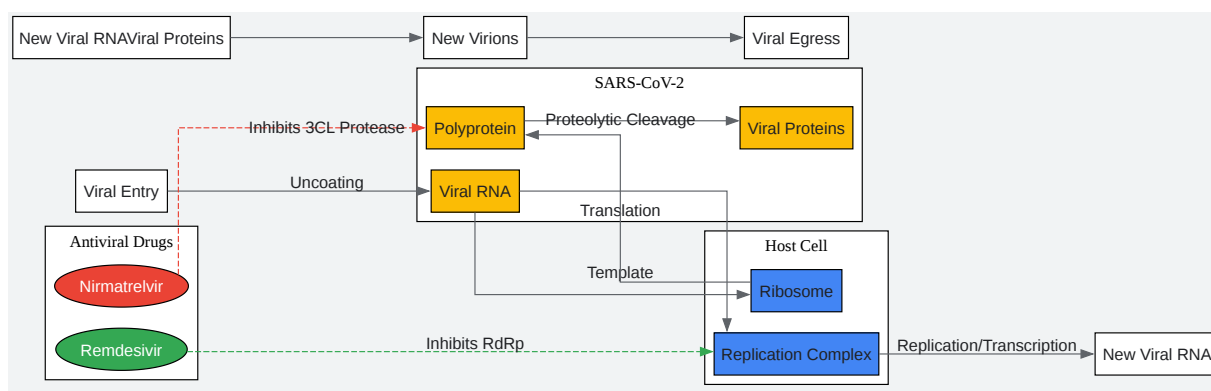 New Viral RNAViral Proteins
New Virions
Viral Egress
SARS-CoV-2
Inhibits 3CL Protease
Polyprotein
Proteolytic Cleavage
Viral Proteins
Viral Entry
Uncoating
Viral RNA
Translation
Antiviral Drugs
Host Cell
Nirmatrelvir
Template
Ribosome
Remdesivir
Inhibits RdRp
Replication Complex
Replication/Transcription
New Viral RNA